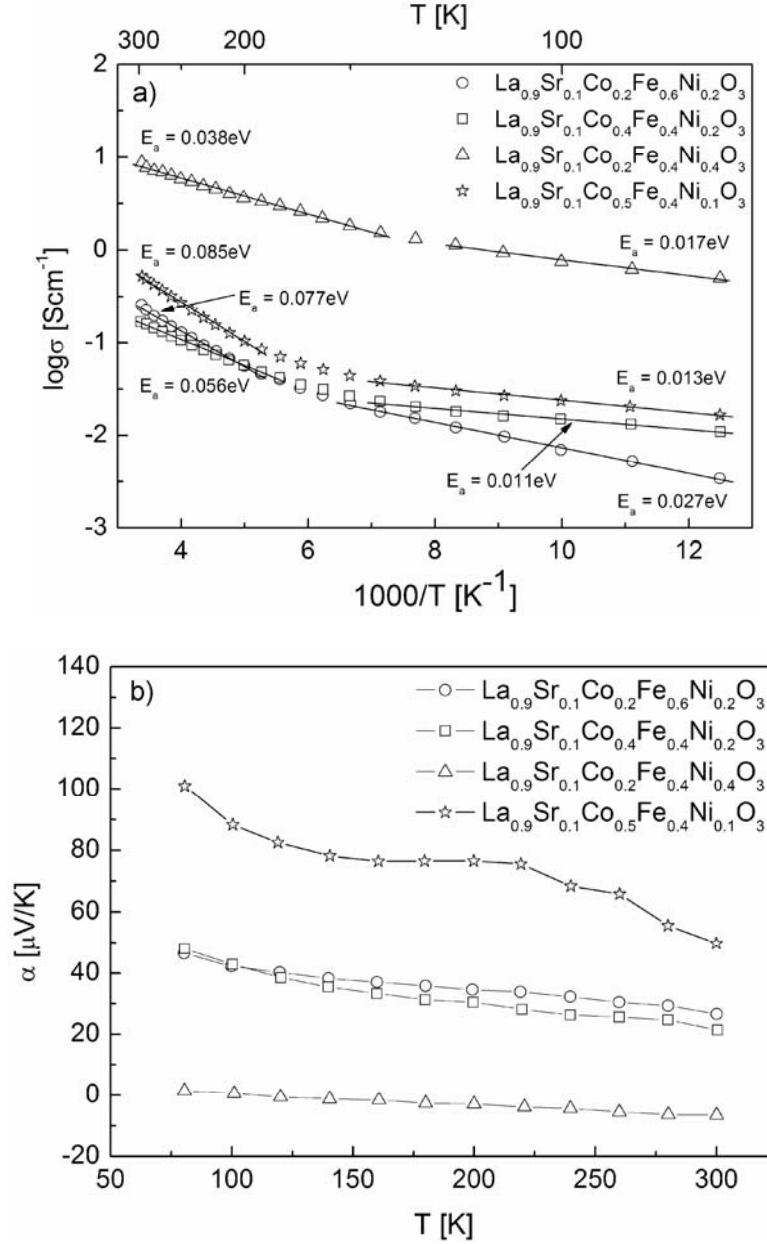 T [K]
300 200 100
2
1
0
-1
-2
-3
a)
La0.9Sr0.1Co0.2Fe0.6Ni0.2O3
La0.9Sr0.1Co0.4Fe0.4Ni0.2O3
La0.9Sr0.1Co0.2Fe0.4Ni0.4O3
La0.9Sr0.1Co0.5Fe0.4Ni0.1O3
Ea = 0.038eV
Ea = 0.085eV
Ea = 0.077eV
Ea = 0.017eV
Ea = 0.056eV
Ea = 0.013eV
Ea = 0.011eV
Ea = 0.027eV
logσ [Scm-1]
4 6 8 10 12
1000/T [K-1]
140
120
100
80
60
40
20
0
-20
b)
La0.9Sr0.1Co0.2Fe0.6Ni0.2O3
La0.9Sr0.1Co0.4Fe0.4Ni0.2O3
La0.9Sr0.1Co0.2Fe0.4Ni0.4O3
La0.9Sr0.1Co0.5Fe0.4Ni0.1O3
α [µV/K]
50 100 150 200 250 300
T [K]